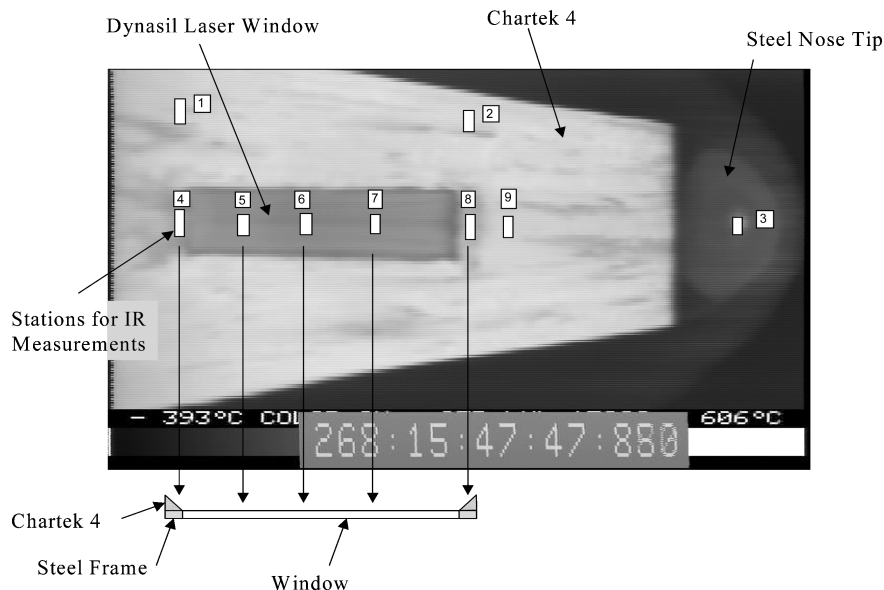 Chartek 4
Dynasil Laser Window
Steel Nose Tip
1
2
4
5
6
7
8
9
3
Stations for IR
Measurements
- 393°C COL
606°C
268:15:47:47:880
Chartek 4
Steel Frame
Window